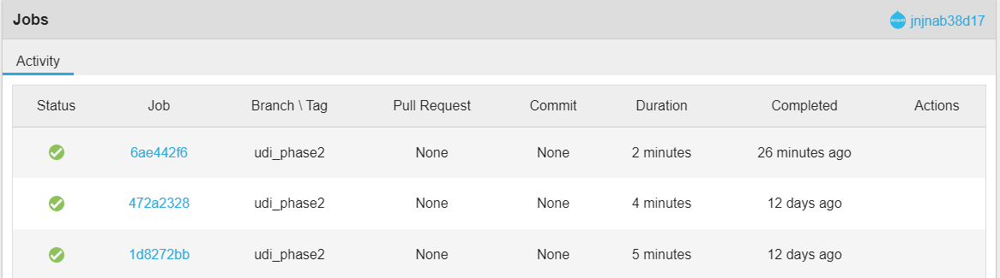 Jobs
ACQUIA jnjnab38d17
Activity
Status Job Branch \ Tag Pull Request Commit Duration Completed Actions
6ae442f6 udi_phase2 None None 2 minutes 26 minutes ago
472a2328 udi_phase2 None None 4 minutes 12 days ago
1d8272bb udi_phase2 None None 5 minutes 12 days ago